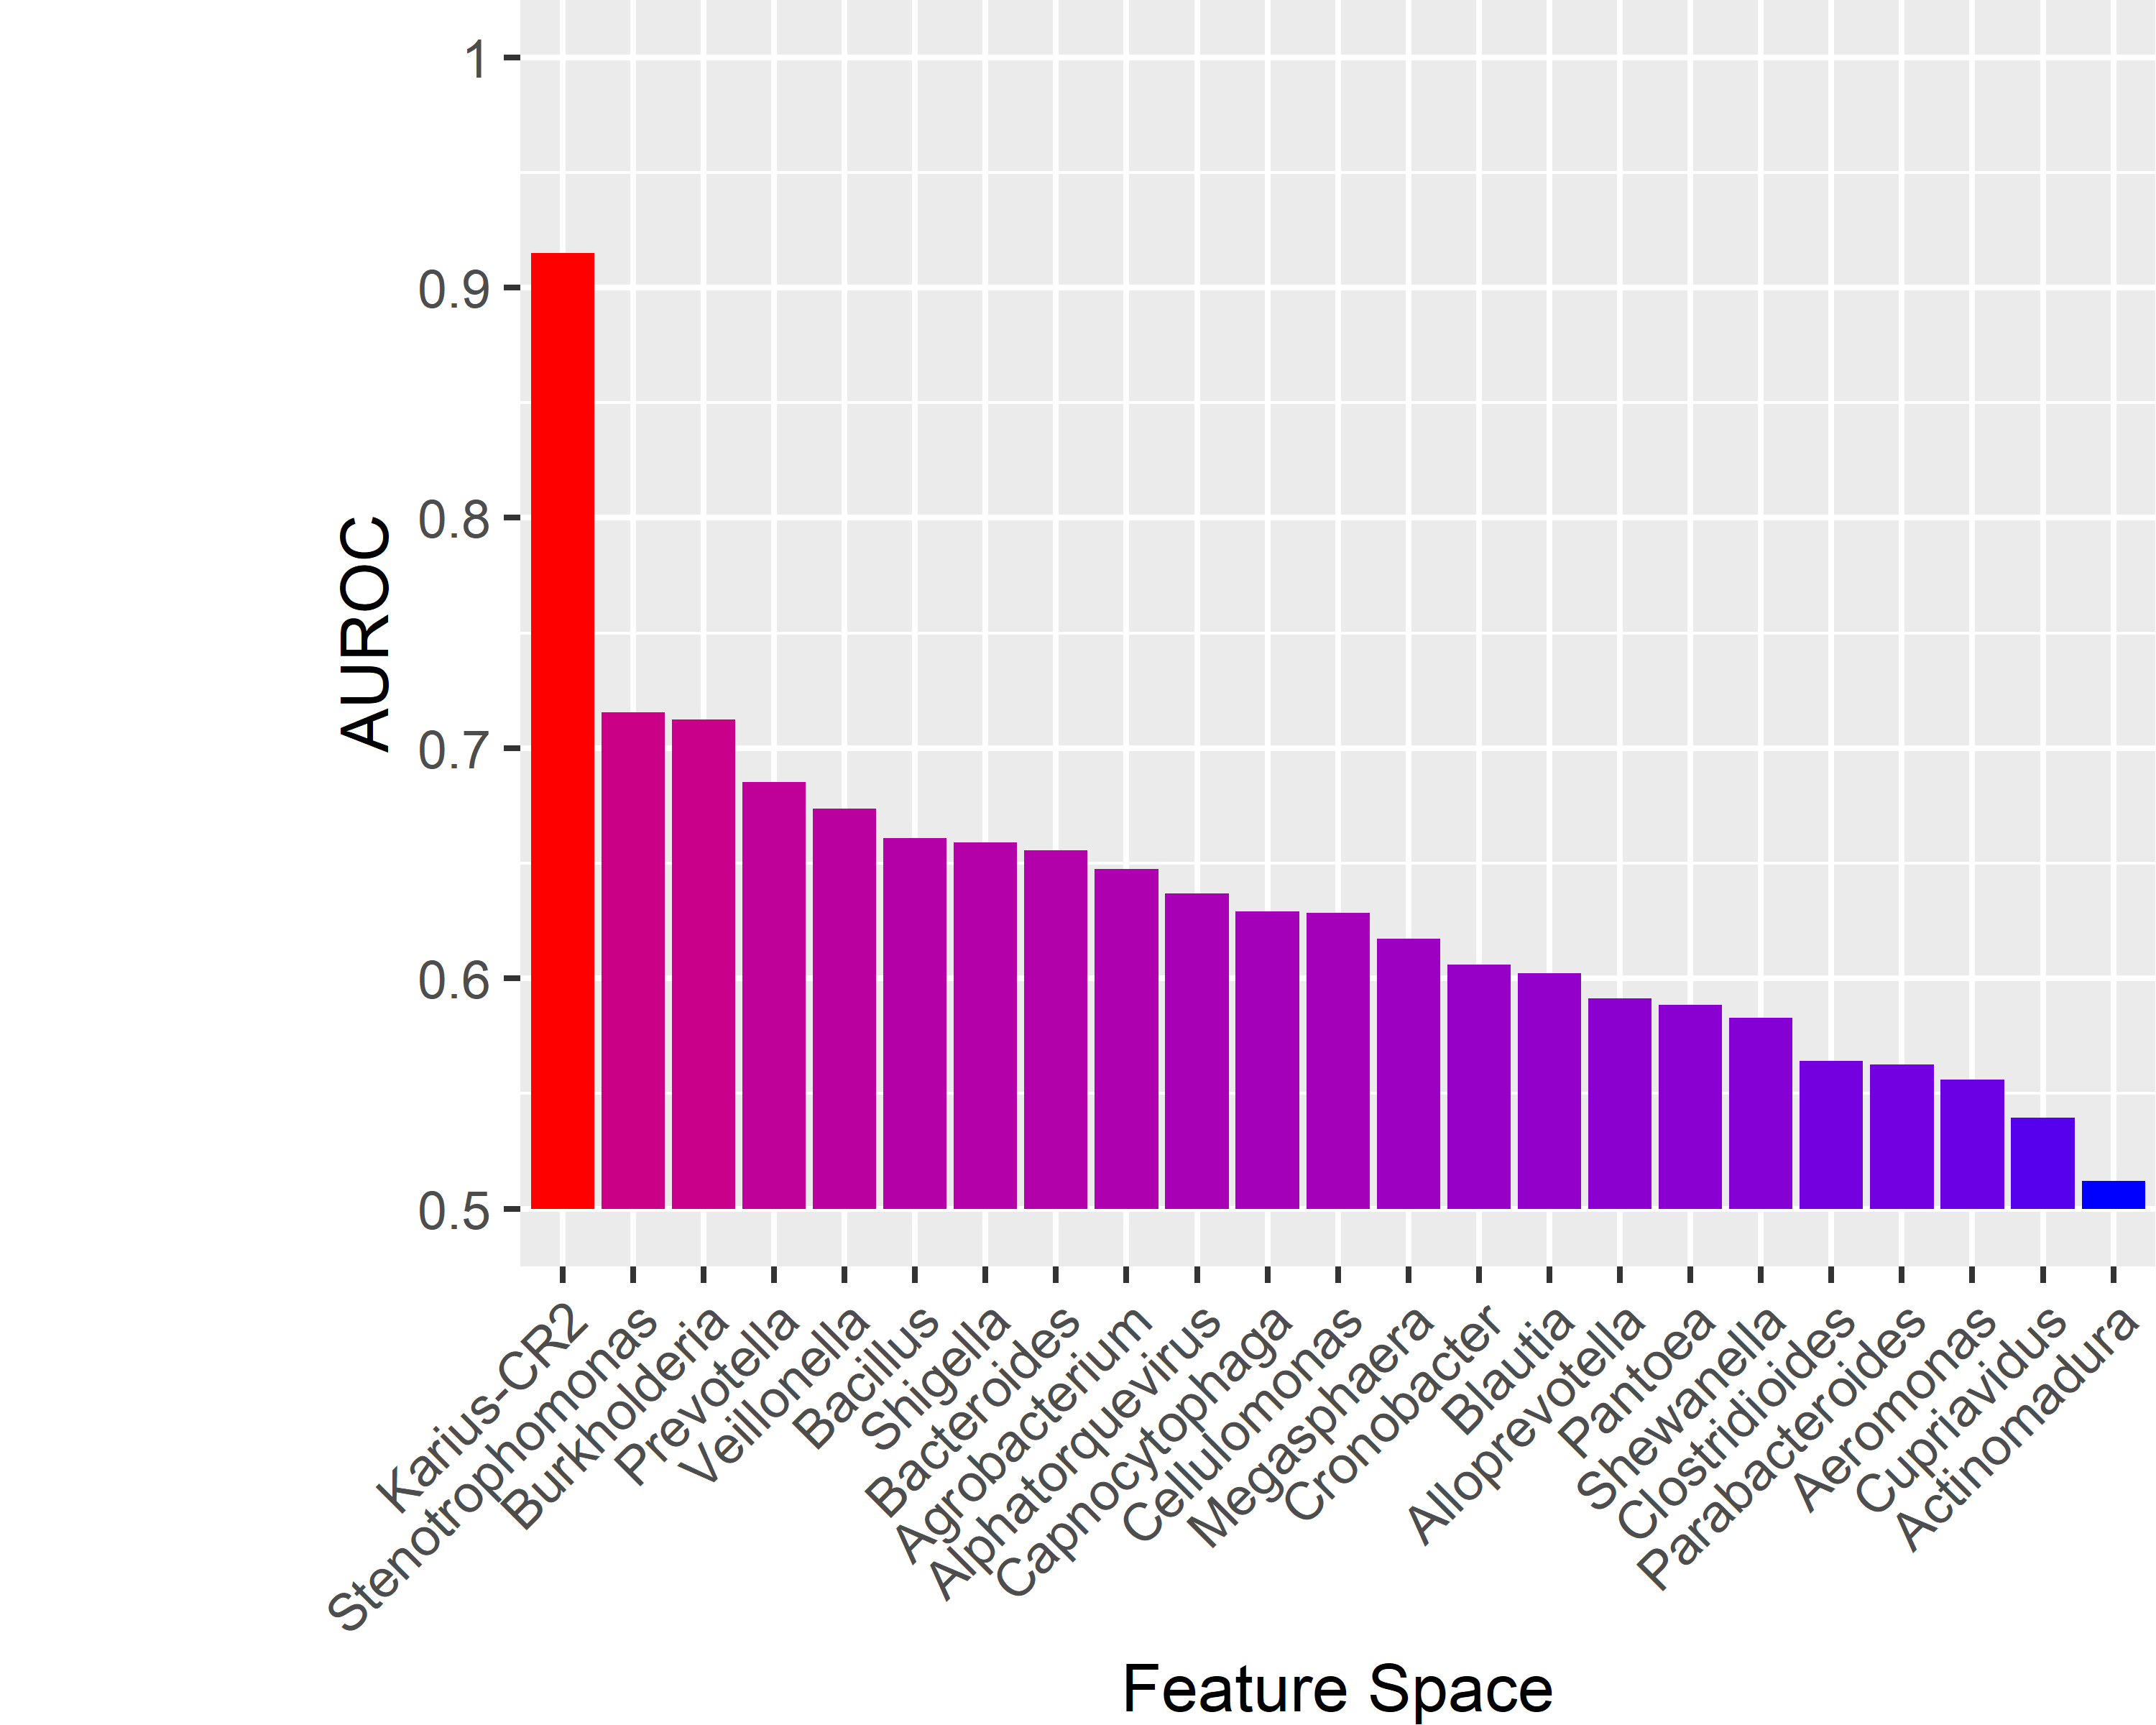 AUROC
1
0.9
0.8
0.7
0.6
0.5
Karius-CR2
Stenotrophomonas
Burkholderia
Prevotella
Veillonella
Bacillus
Shigella
Bacteroides
Agrobacterium
Alphatorquevirus
Capnocytophaga
Cellulomonas
Megasphaera
Cronobacter
Blautia
Alloprevotella
Pantoea
Shewanella
Clostridioides
Parabacteroides
Aeromonas
Cupriavidus
Actinomadura
Feature Space